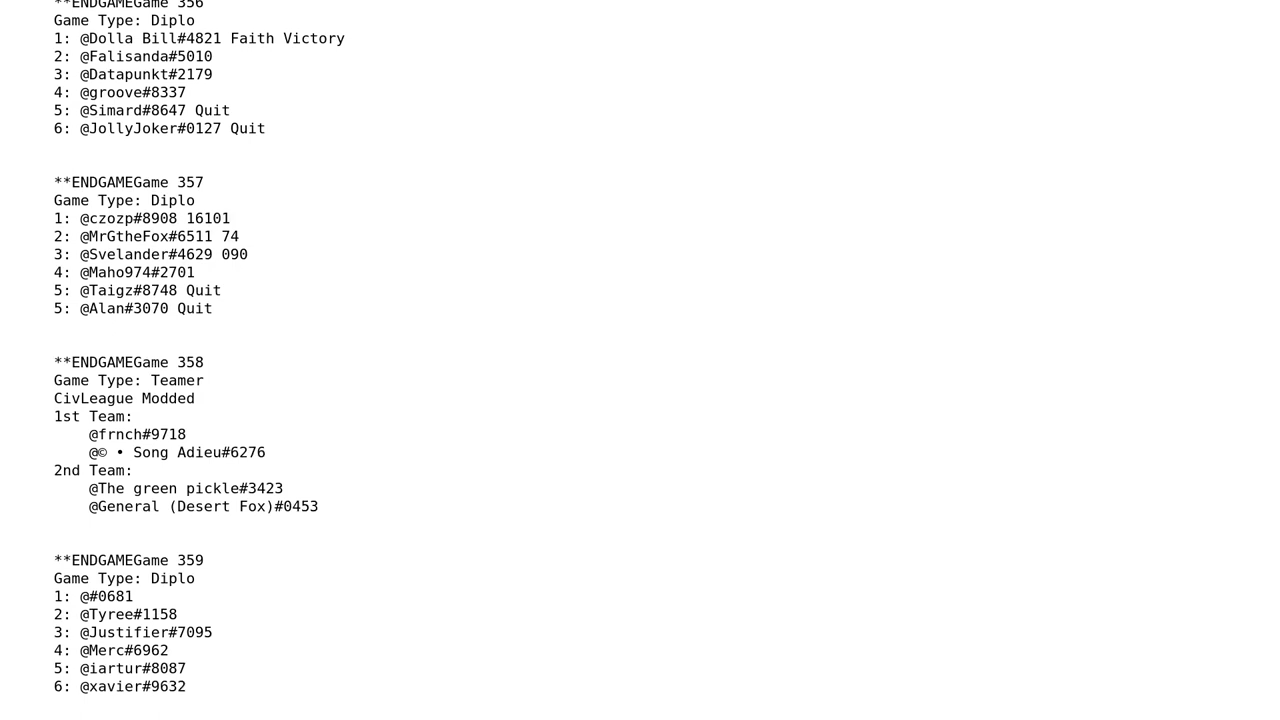 **ENDGAMEGame 356
Game Type: Diplo
1: @Dolla Bill#4821 Faith Victory
2: @Falisanda#5010
3: @Datapunkt#2179
4: @groove#8337
5: @Simard#8647 Quit
6: @JollyJoker#0127 Quit
**ENDGAMEGame 357
Game Type: Diplo
1: @czozp#8908 16101
2: @MrGtheFox#6511 74
3: @Svelander#4629 090
4: @Maho974#2701
5: @Taigz#8748 Quit
5: @Alan#3070 Quit
**ENDGAMEGame 358
Game Type: Teamer
CivLeague Modded
1st Team:
@frnch#9718
@© • Song Adieu#6276
2nd Team:
@The green pickle#3423
@General (Desert Fox)#0453
**ENDGAMEGame 359
Game Type: Diplo
1: @#0681
2: @Tyree#1158
3: @Justifier#7095
4: @Merc#6962
5: @iartur#8087
6: @xavier#9632